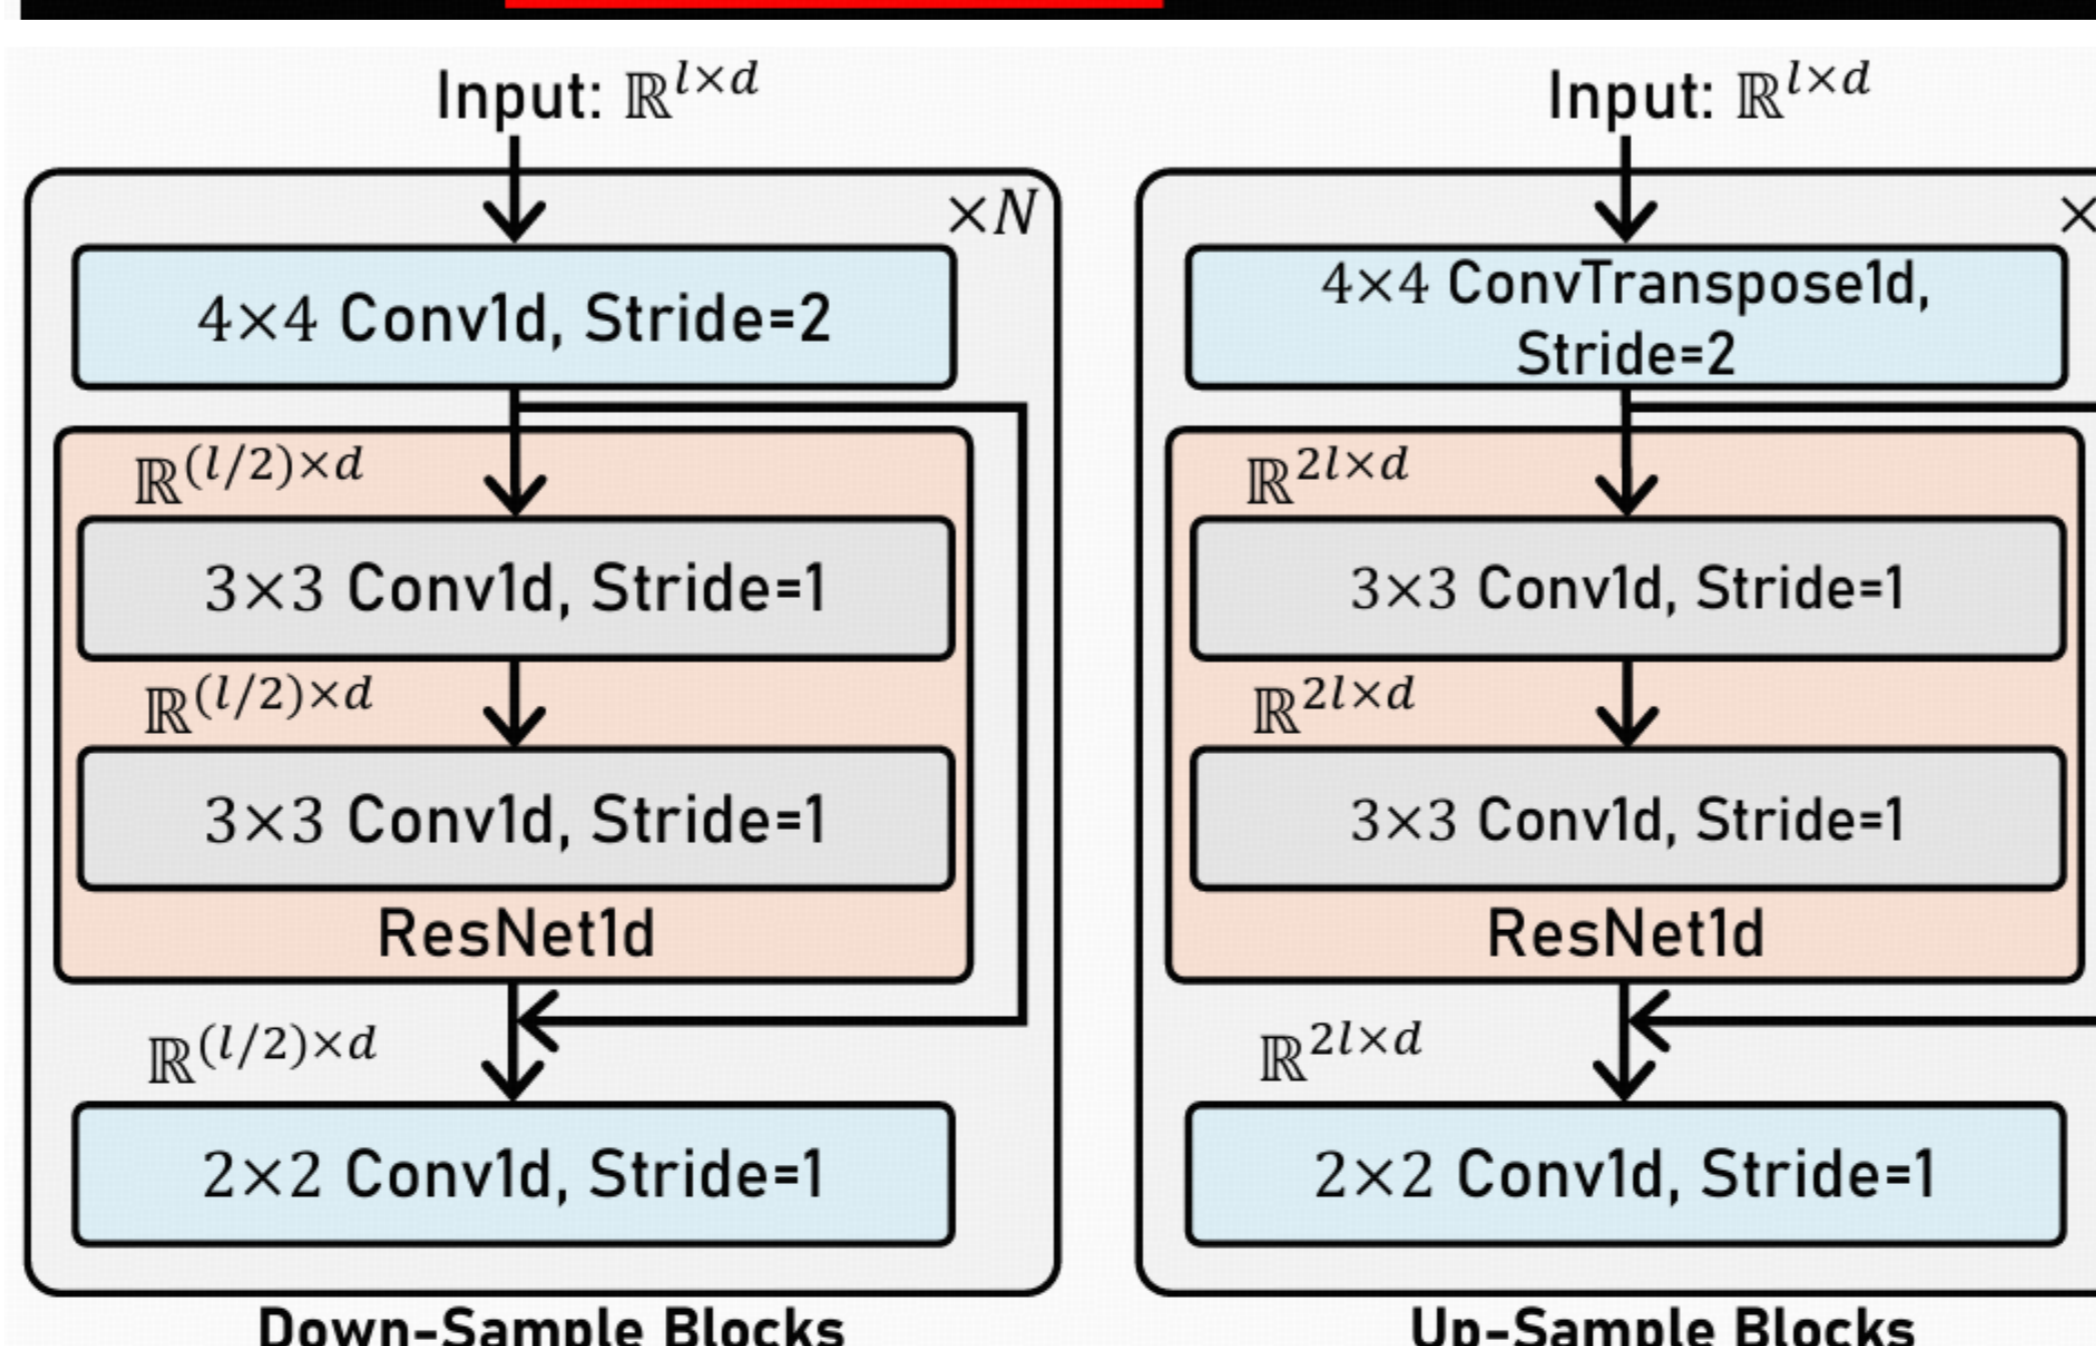 Input: ℝ^{l×d}
×N
4×4 Conv1d, Stride=2
ℝ^{(l/2)×d}
3×3 Conv1d, Stride=1
ℝ^{(l/2)×d}
3×3 Conv1d, Stride=1
ResNet1d
ℝ^{(l/2)×d}
2×2 Conv1d, Stride=1
Down-Sample Blocks
Input: ℝ^{l×d}
×
4×4 ConvTranspose1d,
Stride=2
ℝ^{2l×d}
3×3 Conv1d, Stride=1
ℝ^{2l×d}
3×3 Conv1d, Stride=1
ResNet1d
ℝ^{2l×d}
2×2 Conv1d, Stride=1
Up-Sample Blocks